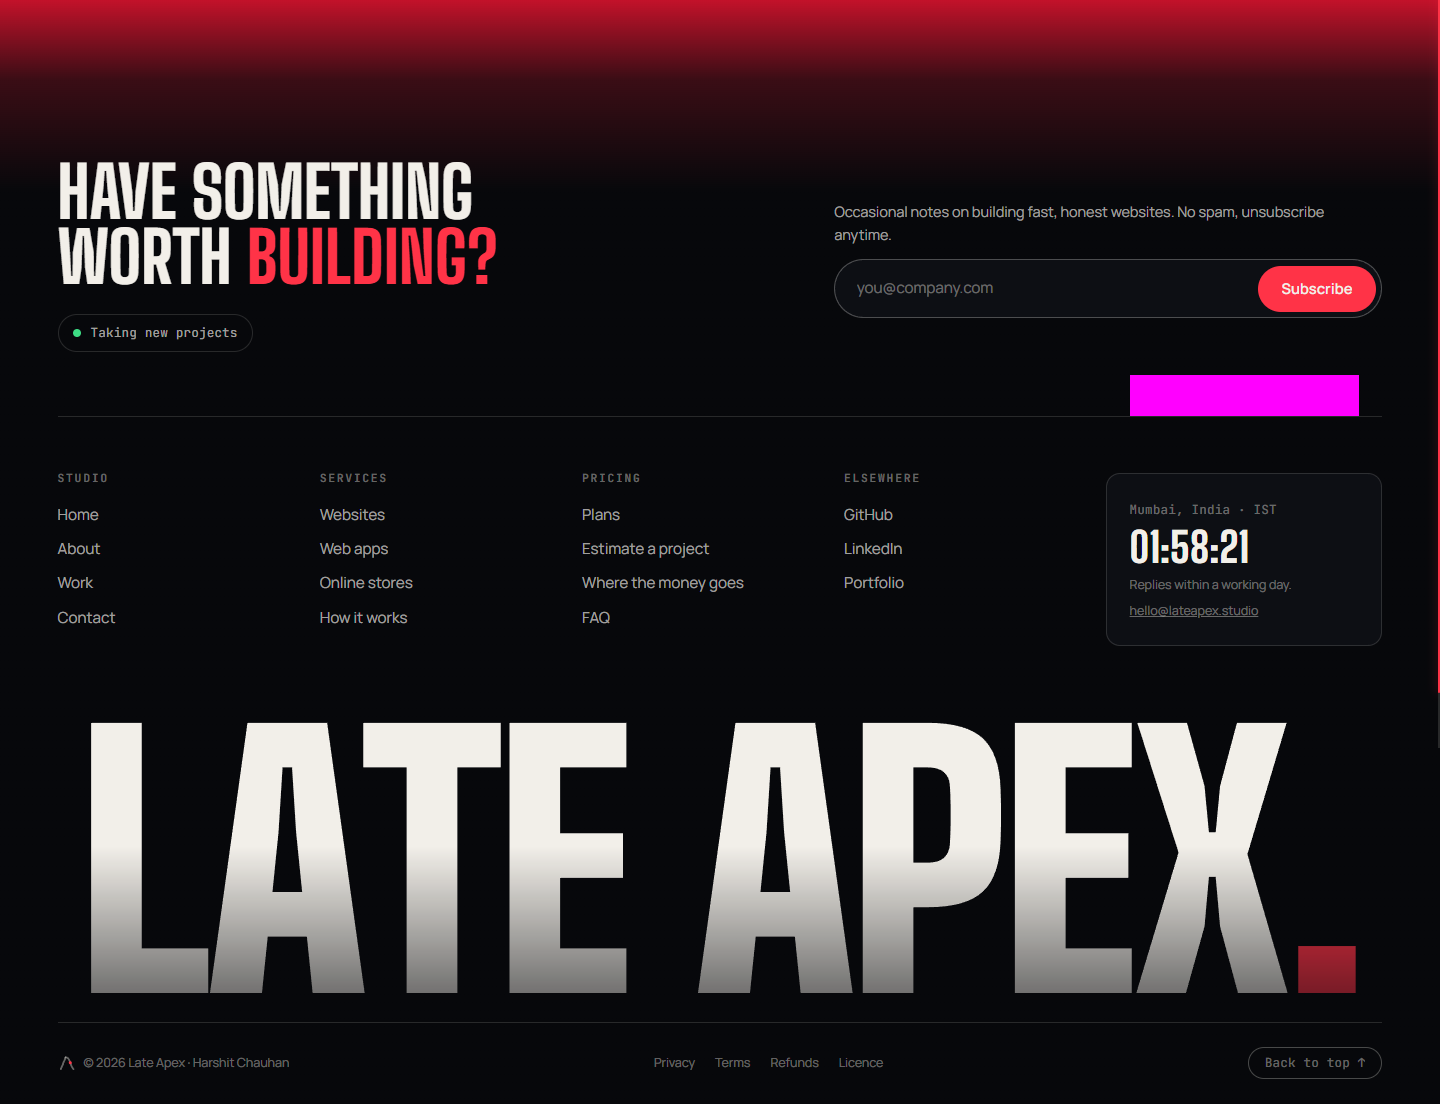 HAVE SOMETHING
WORTH BUILDING?
Taking new projects
Occasional notes on building fast, honest websites. No spam, unsubscribe
anytime.
you@company.com
Subscribe
STUDIO
Home
About
Work
Contact
SERVICES
Websites
Web apps
Online stores
How it works
PRICING
Plans
Estimate a project
Where the money goes
FAQ
ELSEWHERE
GitHub
LinkedIn
Portfolio
Mumbai, India · IST
01:58:21
Replies within a working day.
hello@lateapex.studio
LATE APEX.
© 2026 Late Apex · Harshit Chauhan
Privacy
Terms
Refunds
Licence
Back to top ↑